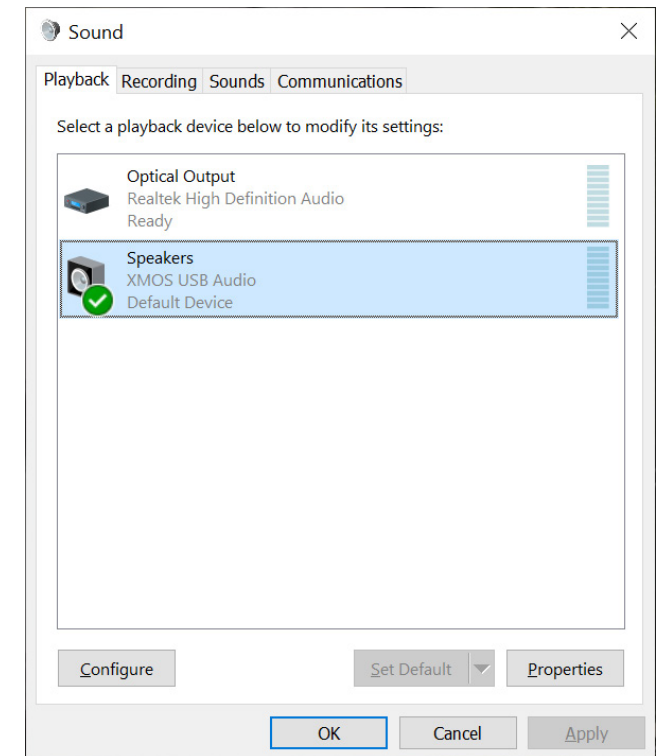 Sound
Playback Recording Sounds Communications
Select a playback device below to modify its settings:
Optical Output
Realtek High Definition Audio
Ready
Speakers
XMOS USB Audio
Default Device
Configure Set Default Properties
OK Cancel Apply